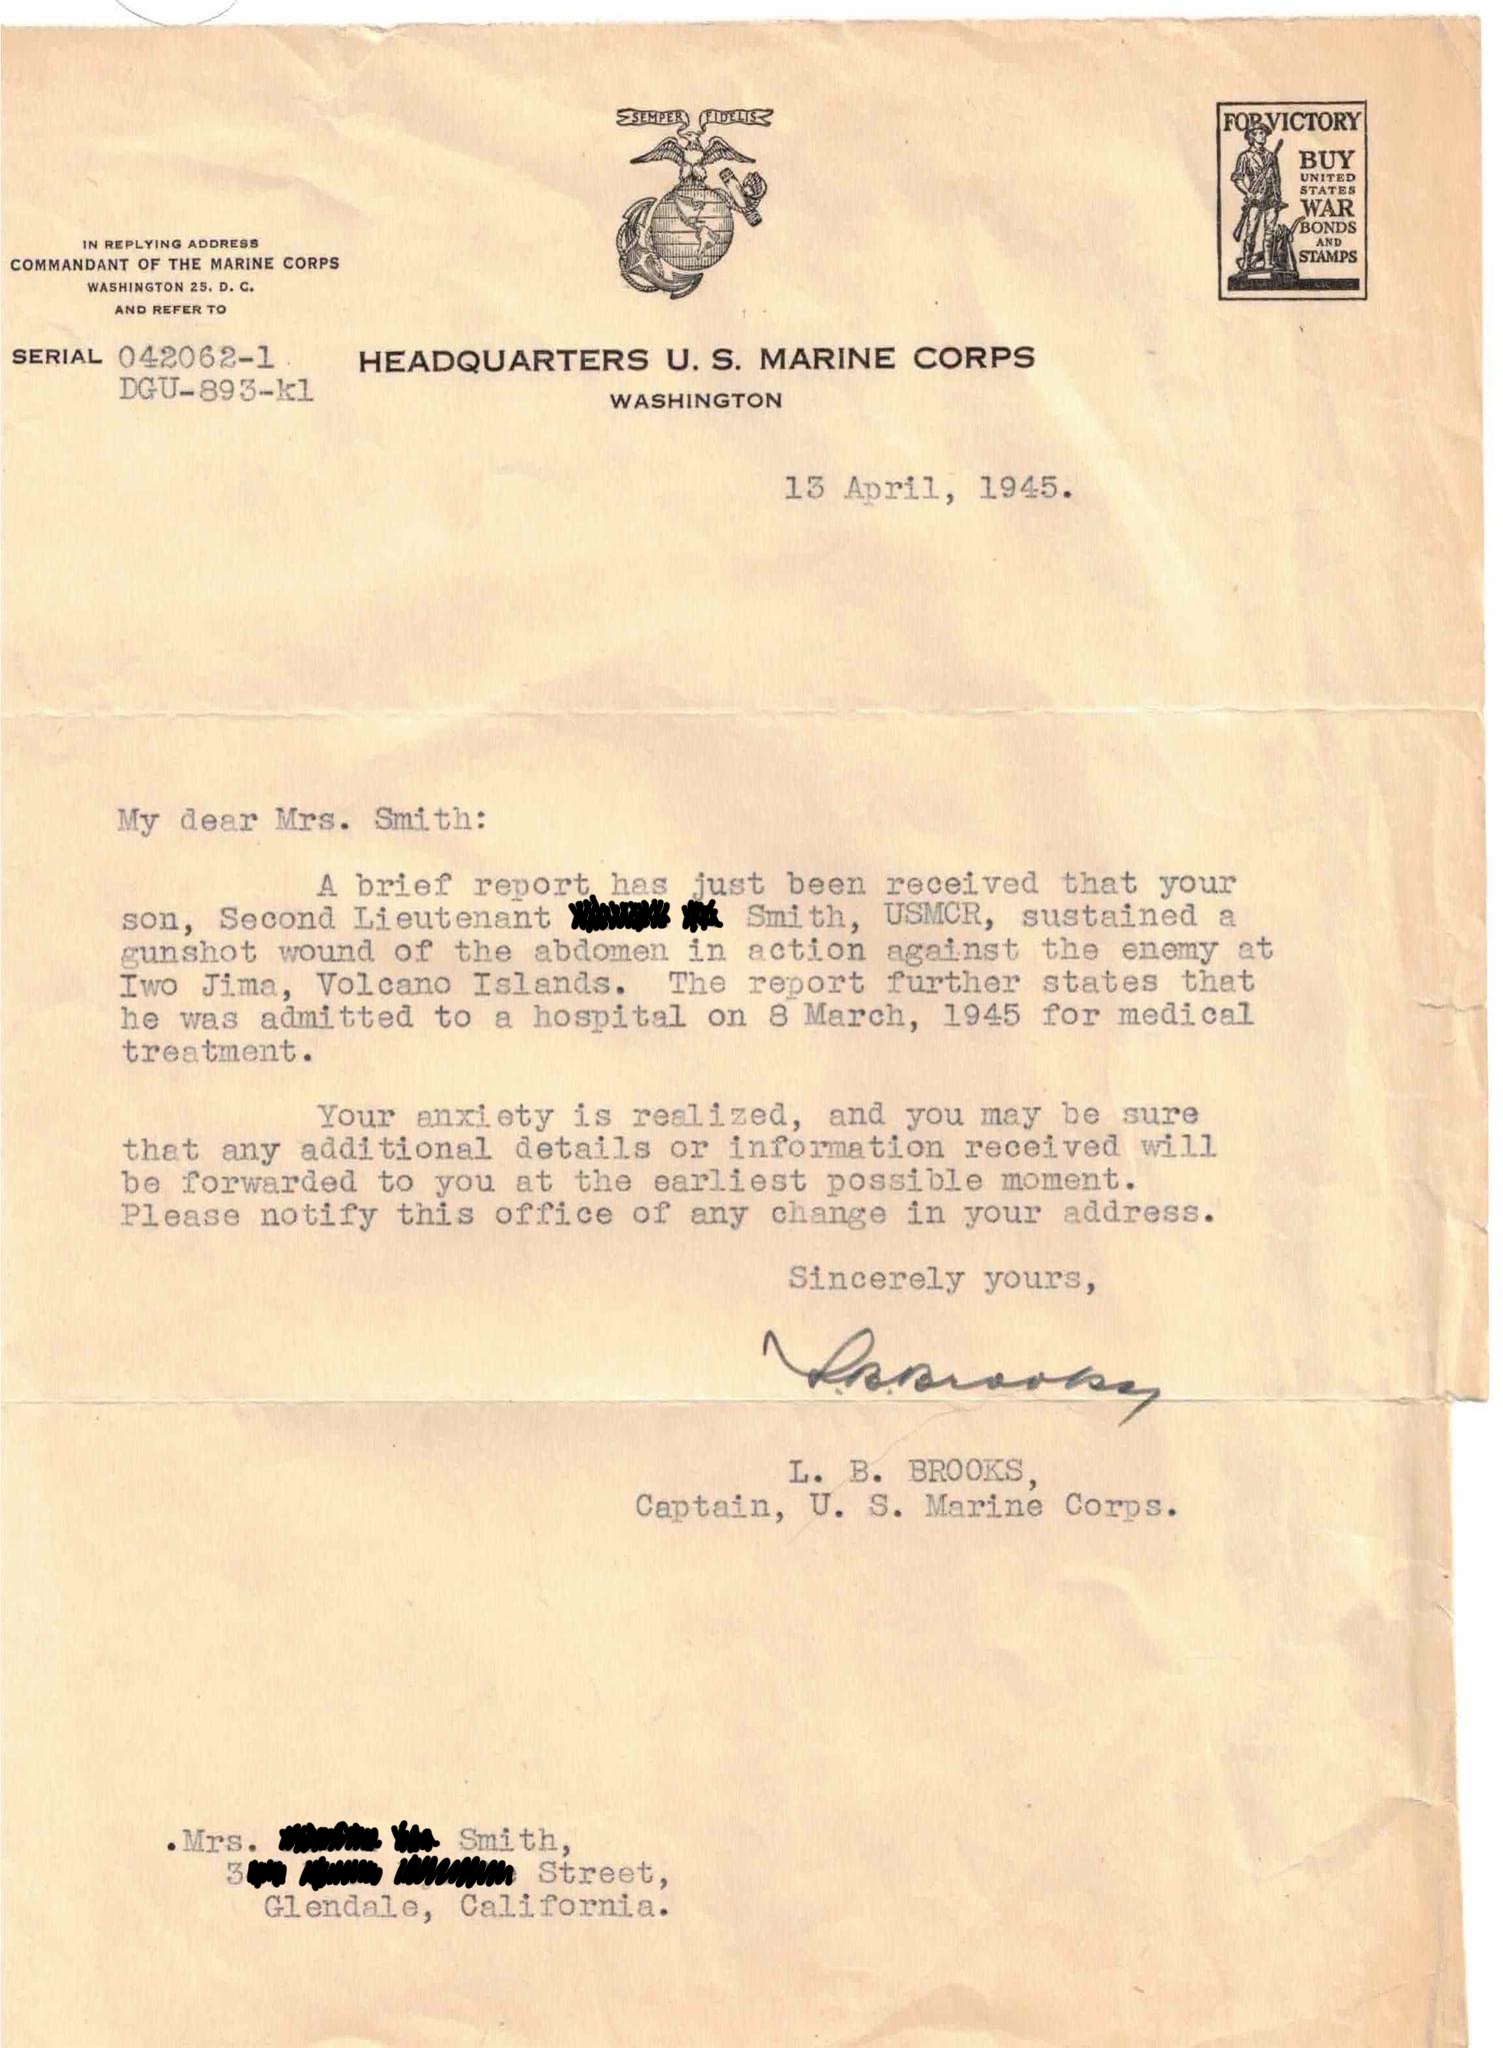 SEMPER FIDELIS
FOR VICTORY
BUY
UNITED
STATES
WAR
BONDS
AND
STAMPS
IN REPLYING ADDRESS
COMMANDANT OF THE MARINE CORPS
WASHINGTON 25, D. C.
AND REFER TO
SERIAL 042062-1
DGU-893-kl
HEADQUARTERS U. S. MARINE CORPS
WASHINGTON
13 April, 1945.
My dear Mrs. Smith:
A brief report has just been received that your
son, Second Lieutenant Smith, USMCR, sustained a
gunshot wound of the abdomen in action against the enemy at
Iwo Jima, Volcano Islands. The report further states that
he was admitted to a hospital on 8 March, 1945 for medical
treatment.
Your anxiety is realized, and you may be sure
that any additional details or information received will
be forwarded to you at the earliest possible moment.
Please notify this office of any change in your address.
Sincerely yours,
L. B. Brooks
L. B. BROOKS,
Captain, U. S. Marine Corps.
.Mrs. Smith,
3 Street,
Glendale, California.